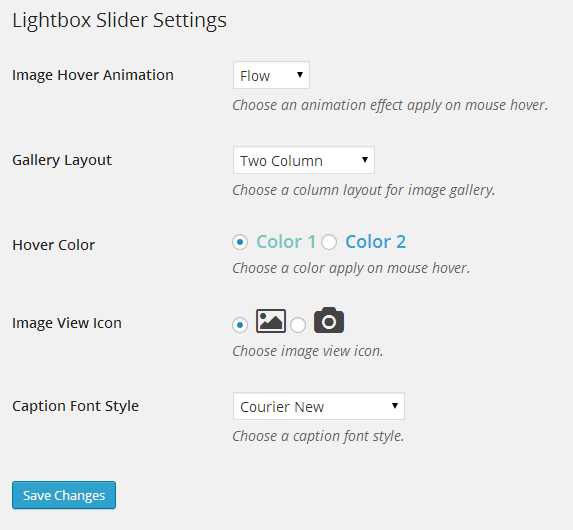 Lightbox Slider Settings
Image Hover Animation
Flow
Choose an animation effect apply on mouse hover.
Gallery Layout
Two Column
Choose a column layout for image gallery.
Hover Color
Color 1 Color 2
Choose a color apply on mouse hover.
Image View Icon
Choose image view icon.
Caption Font Style
Courier New
Choose a caption font style.
Save Changes